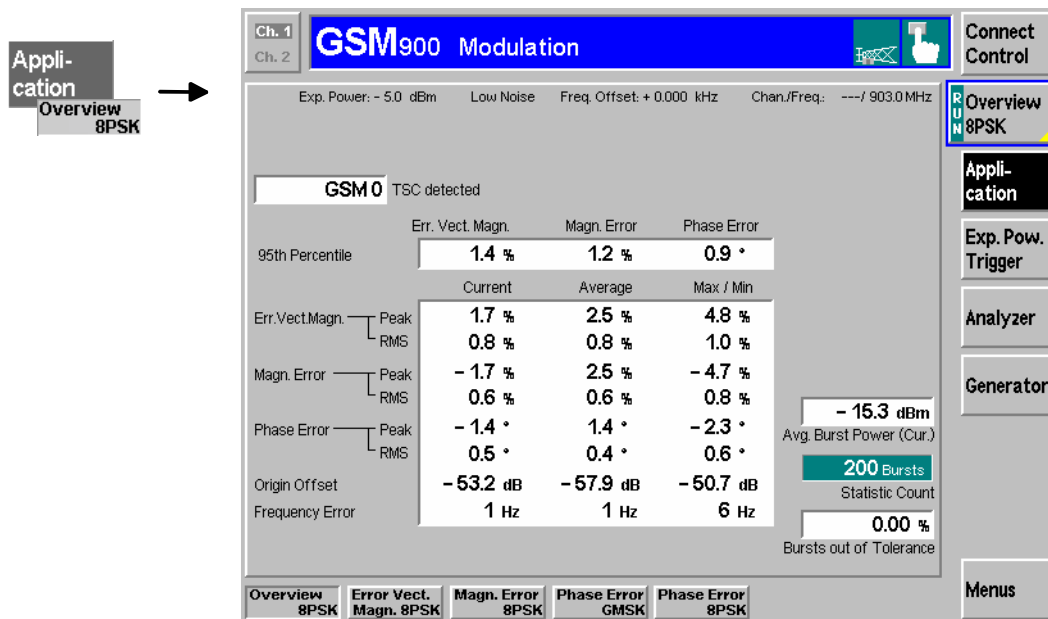 Appli-
cation
Overview
8PSK
Ch. 1
Ch. 2
GSM900 Modulation
Connect
Control
Exp. Power: - 5.0 dBm Low Noise Freq. Offset: + 0.000 kHz Chan./Freq.: ---/ 903.0 MHz
RUN
Overview
8PSK
Appli-
cation
Exp. Pow.
Trigger
Analyzer
Generator
Menus
GSM 0 TSC detected
Err. Vect. Magn. Magn. Error Phase Error
95th Percentile 1.4 % 1.2 % 0.9 °
Current Average Max / Min
Err.Vect.Magn. Peak 1.7 % 2.5 % 4.8 %
RMS 0.8 % 0.8 % 1.0 %
Magn. Error Peak - 1.7 % 2.5 % - 4.7 %
RMS 0.6 % 0.6 % 0.8 %
Phase Error Peak - 1.4 ° 1.4 ° - 2.3 °
RMS 0.5 ° 0.4 ° 0.6 °
Origin Offset - 53.2 dB - 57.9 dB - 50.7 dB
Frequency Error 1 Hz 1 Hz 6 Hz
- 15.3 dBm
Avg. Burst Power (Cur.)
200 Bursts
Statistic Count
0.00 %
Bursts out of Tolerance
Overview
8PSK
Error Vect.
Magn. 8PSK
Magn. Error
8PSK
Phase Error
GMSK
Phase Error
8PSK